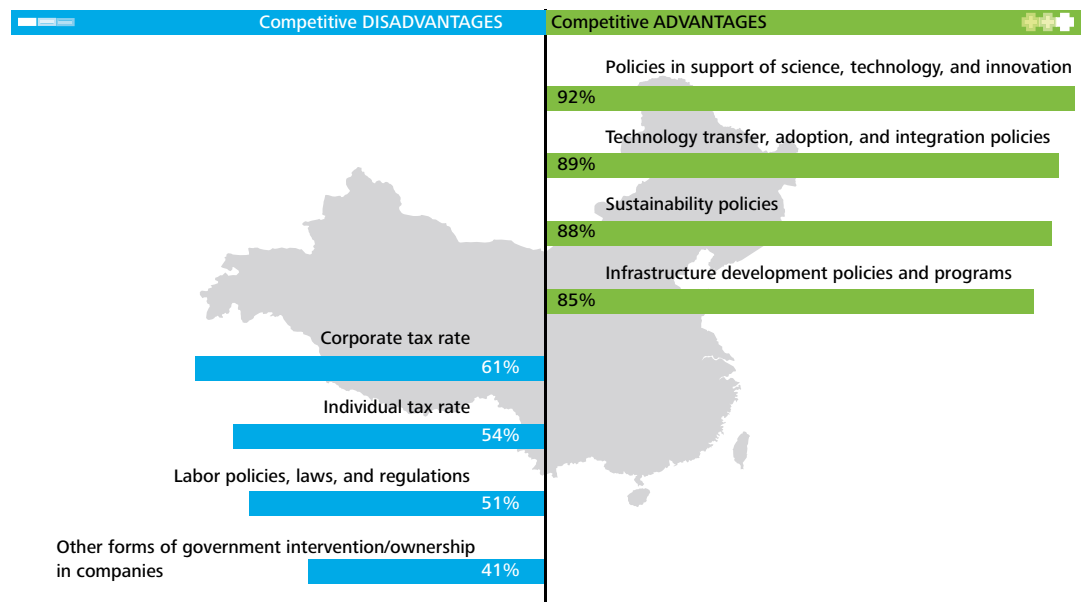 Competitive DISADVANTAGES
Competitive ADVANTAGES
Policies in support of science, technology, and innovation
92%
Technology transfer, adoption, and integration policies
89%
Sustainability policies
88%
Infrastructure development policies and programs
85%
Corporate tax rate
61%
Individual tax rate
54%
Labor policies, laws, and regulations
51%
Other forms of government intervention/ownership
in companies
41%